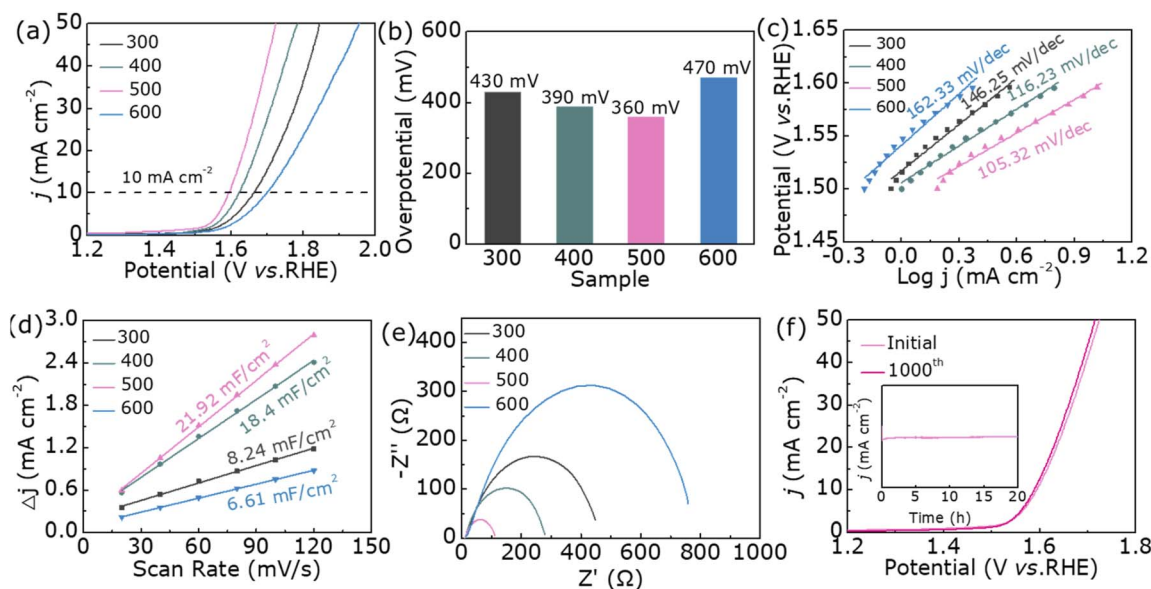 (a)
50
40
30
20
10
0
300
400
500
600
10 mA cm⁻²
1.2 1.4 1.6 1.8 2.0
j (mA cm⁻²)
Potential (V vs.RHE)
(b)
600
400
200
0
430 mV
390 mV
360 mV
470 mV
300 400 500 600
Overpotential (mV)
Sample
(c)
1.65
1.60
1.55
1.50
1.45
300
400
500
600
162.33 mV/dec
146.25 mV/dec
116.23 mV/dec
105.32 mV/dec
-0.3 0.0 0.3 0.6 0.9 1.2
Potential (V vs.RHE)
Log j (mA cm⁻²)
(d)
3.0
2.4
1.8
1.2
0.6
0.0
300
400
500
600
21.92 mF/cm²
18.4 mF/cm²
8.24 mF/cm²
6.61 mF/cm²
0 30 60 90 120 150
△j (mA cm⁻²)
Scan Rate (mV/s)
(e)
400
300
200
100
0
300
400
500
600
0 200 400 600 800 1000
-Z'' (Ω)
Z' (Ω)
(f)
50
40
30
20
10
0
Initial
1000th
j (mA cm⁻²)
0 5 10 15 20
Time (h)
1.2 1.4 1.6 1.8
j (mA cm⁻²)
Potential (V vs.RHE)